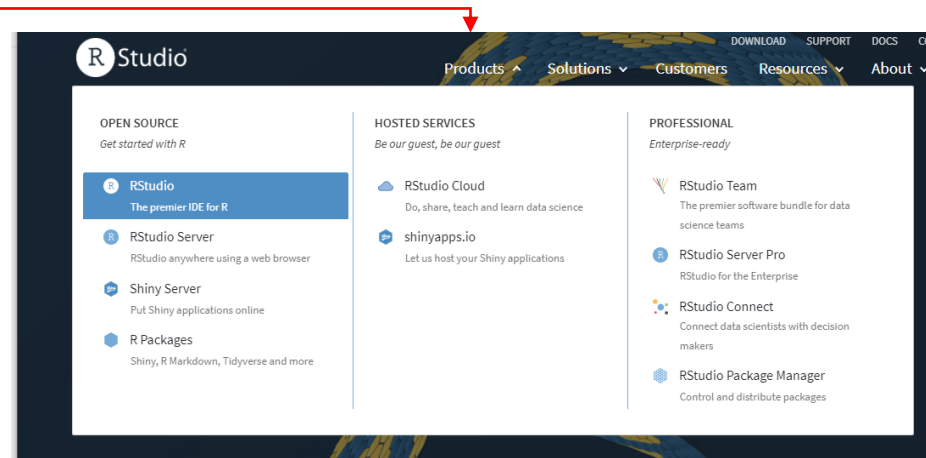 R Studio
DOWNLOAD SUPPORT DOCS
Products Solutions Customers Resources About
OPEN SOURCE
Get started with R
R RStudio
The premier IDE for R
R RStudio Server
RStudio anywhere using a web browser
Shiny Server
Put Shiny applications online
R Packages
Shiny, R Markdown, Tidyverse and more
HOSTED SERVICES
Be our guest, be our guest
RStudio Cloud
Do, share, teach and learn data science
shinyapps.io
Let us host your Shiny applications
PROFESSIONAL
Enterprise-ready
RStudio Team
The premier software bundle for data
science teams
R RStudio Server Pro
RStudio for the Enterprise
RStudio Connect
Connect data scientists with decision
makers
RStudio Package Manager
Control and distribute packages